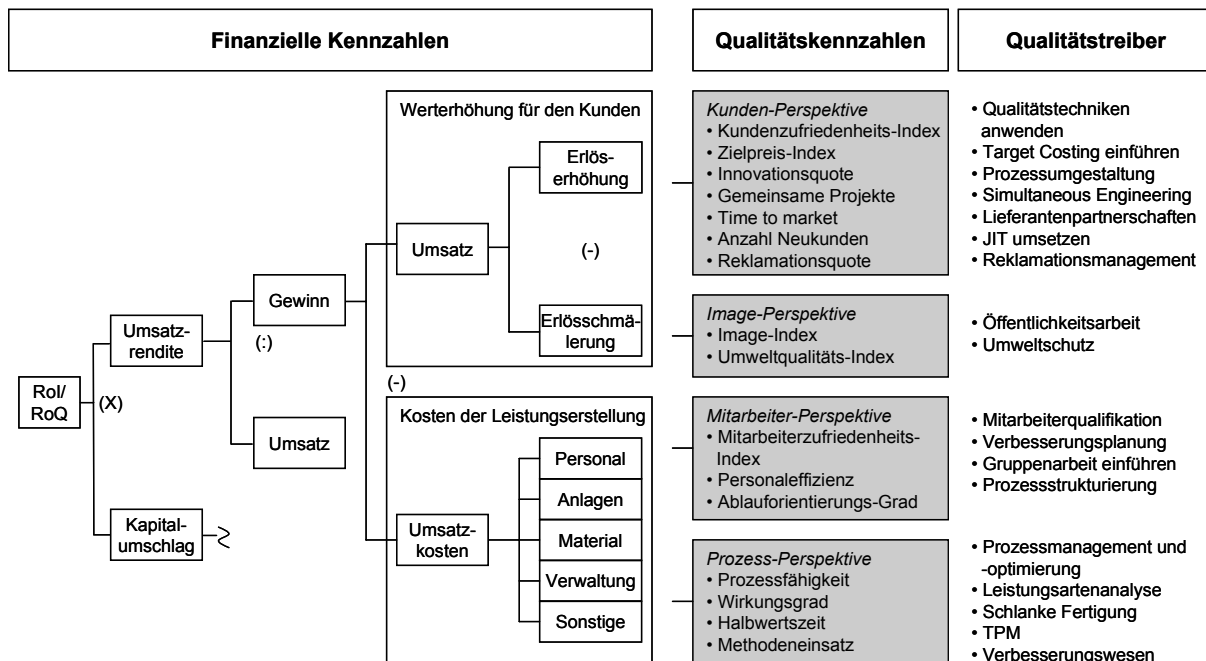 Finanzielle Kennzahlen
Qualitätskennzahlen
Qualitätstreiber
RoI/
RoQ
(X)
Umsatz-
rendite
Kapital-
umschlag
Gewinn
(:)
Umsatz
(-)
Werterhöhung für den Kunden
Umsatz
Erlös-
erhöhung
(-)
Erlösschmä-
lerung
Kosten der Leistungserstellung
Umsatz-
kosten
Personal
Anlagen
Material
Verwaltung
Sonstige
Kunden-Perspektive
• Kundenzufriedenheits-Index
• Zielpreis-Index
• Innovationsquote
• Gemeinsame Projekte
• Time to market
• Anzahl Neukunden
• Reklamationsquote
Image-Perspektive
• Image-Index
• Umweltqualitäts-Index
Mitarbeiter-Perspektive
• Mitarbeiterzufriedenheits-
Index
• Personaleffizienz
• Ablauforientierungs-Grad
Prozess-Perspektive
• Prozessfähigkeit
• Wirkungsgrad
• Halbwertszeit
• Methodeneinsatz
• Qualitätstechniken
anwenden
• Target Costing einführen
• Prozessumgestaltung
• Simultaneous Engineering
• Lieferantenpartnerschaften
• JIT umsetzen
• Reklamationsmanagement
• Öffentlichkeitsarbeit
• Umweltschutz
• Mitarbeiterqualifikation
• Verbesserungsplanung
• Gruppenarbeit einführen
• Prozessstrukturierung
• Prozessmanagement und
-optimierung
• Leistungsartenanalyse
• Schlanke Fertigung
• TPM
• Verbesserungswesen